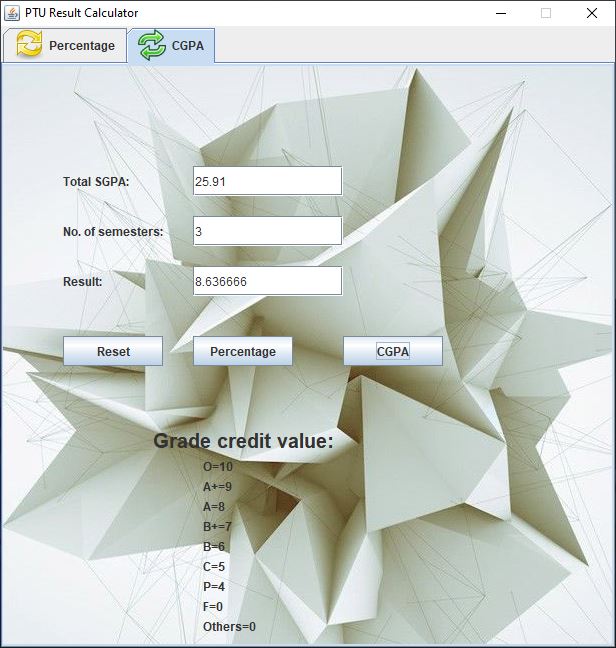 PTU Result Calculator
Percentage CGPA
Total SGPA: 25.91
No. of semesters: 3
Result: 8.636666
Reset Percentage CGPA
Grade credit value:
O=10
A+=9
A=8
B+=7
B=6
C=5
P=4
F=0
Others=0